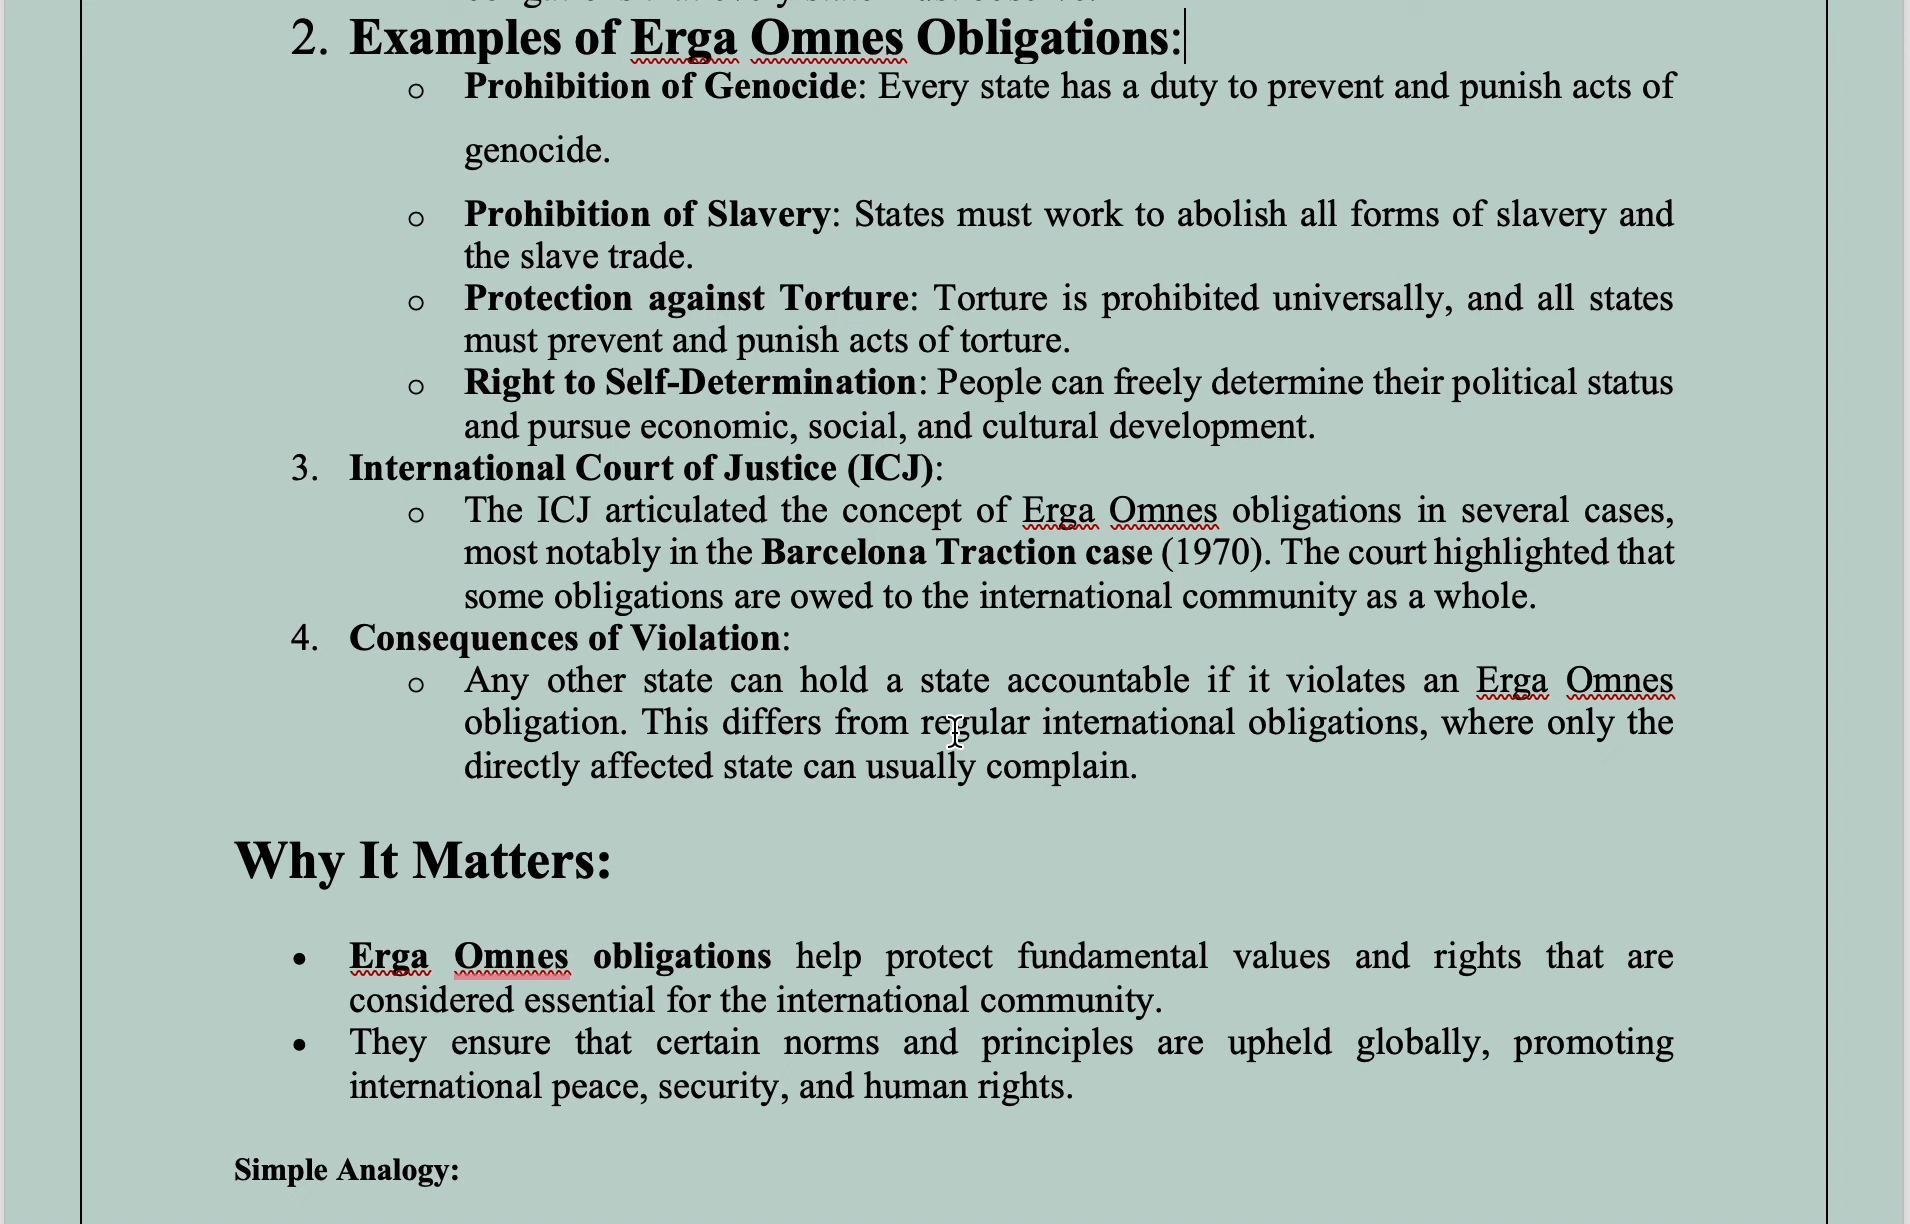 2. Examples of Erga Omnes Obligations:
o Prohibition of Genocide: Every state has a duty to prevent and punish acts of
genocide.
o Prohibition of Slavery: States must work to abolish all forms of slavery and
the slave trade.
o Protection against Torture: Torture is prohibited universally, and all states
must prevent and punish acts of torture.
o Right to Self-Determination: People can freely determine their political status
and pursue economic, social, and cultural development.
3. International Court of Justice (ICJ):
o The ICJ articulated the concept of Erga Omnes obligations in several cases,
most notably in the Barcelona Traction case (1970). The court highlighted that
some obligations are owed to the international community as a whole.
4. Consequences of Violation:
o Any other state can hold a state accountable if it violates an Erga Omnes
obligation. This differs from regular international obligations, where only the
directly affected state can usually complain.
Why It Matters:
• Erga Omnes obligations help protect fundamental values and rights that are
considered essential for the international community.
• They ensure that certain norms and principles are upheld globally, promoting
international peace, security, and human rights.
Simple Analogy: